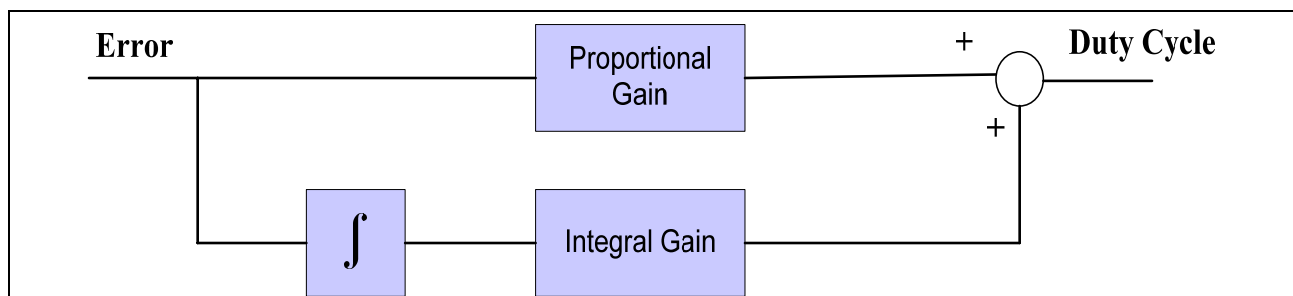 Error
Proportional
Gain
+
Duty Cycle
+
∫
Integral Gain